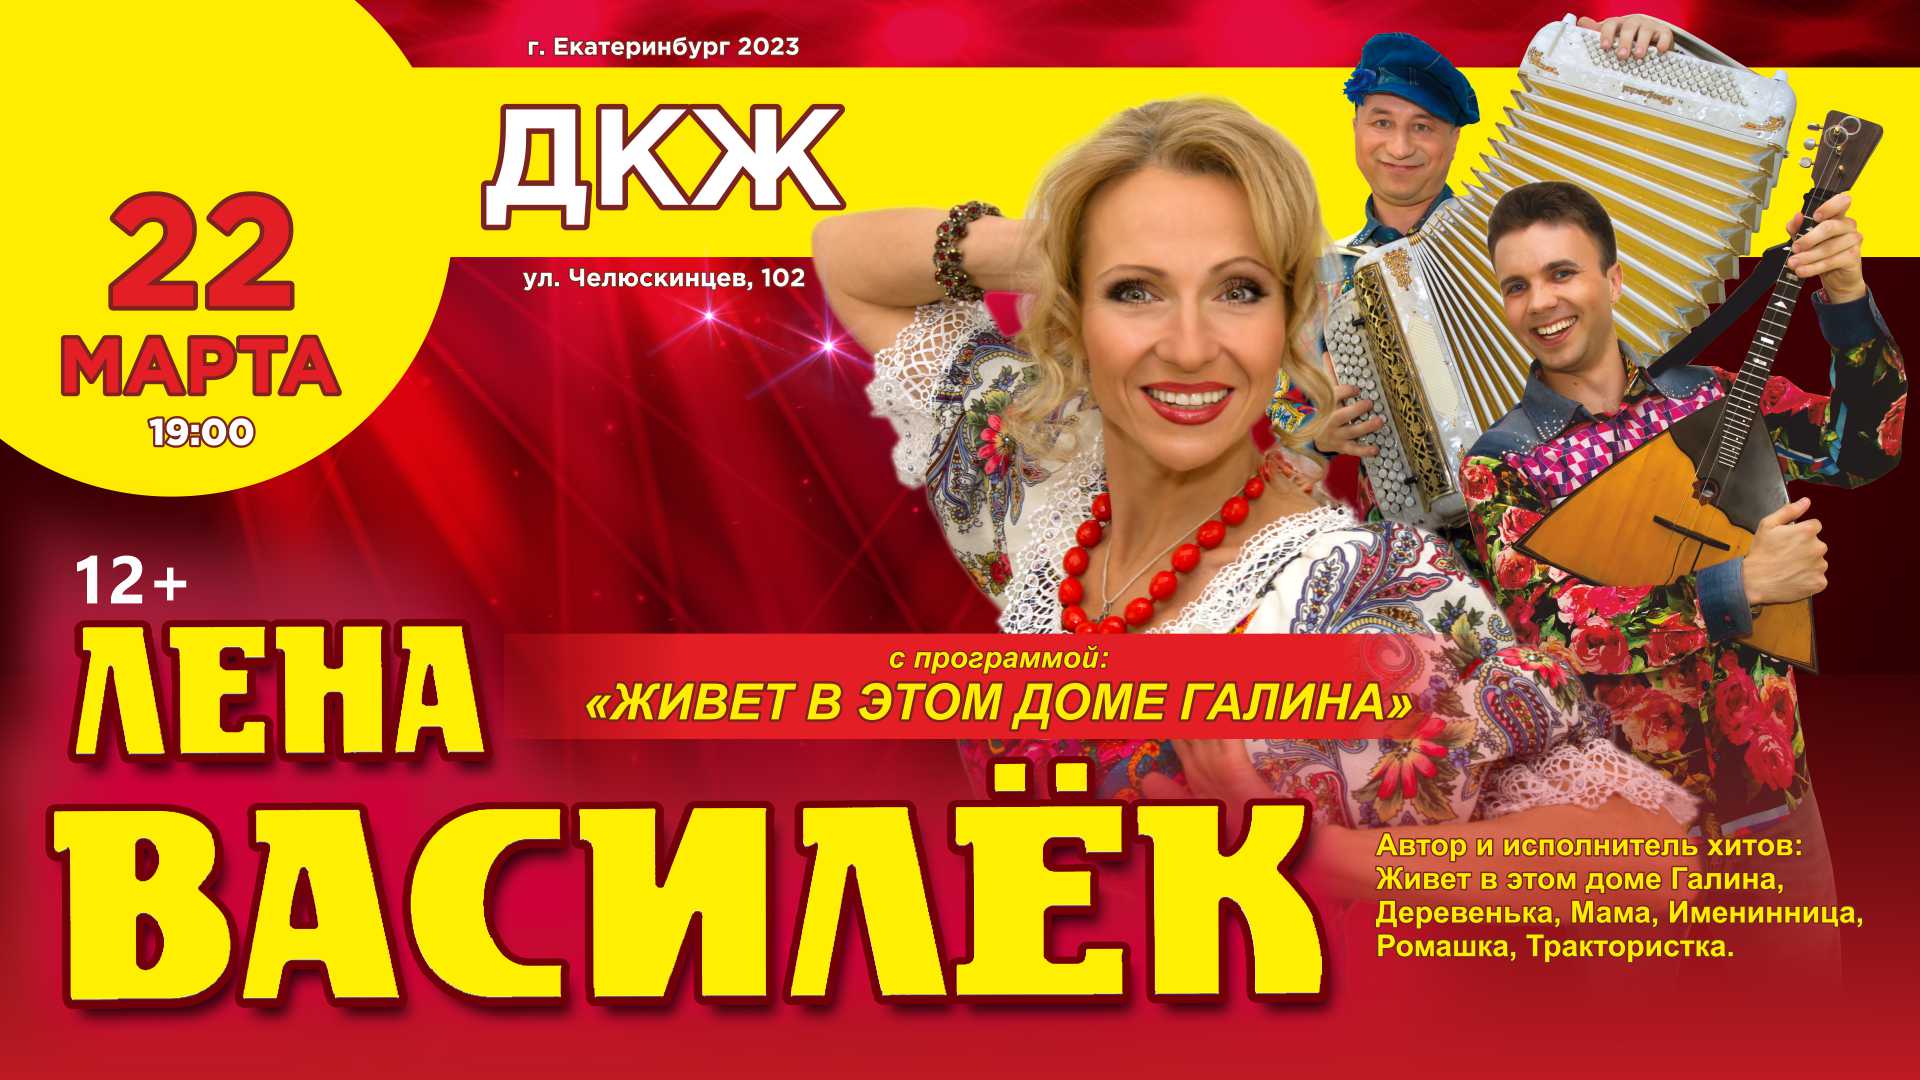 г. Екатеринбург 2023
ДКЖ
ул. Челюскинцев, 102
22
МАРТА
19:00
12+
ЛЕНА
ВАСИЛЁК
с программой:
«ЖИВЕТ В ЭТОМ ДОМЕ ГАЛИНА»
Автор и исполнитель хитов:
Живет в этом доме Галина,
Деревенька, Мама, Именинница,
Ромашка, Трактористка.